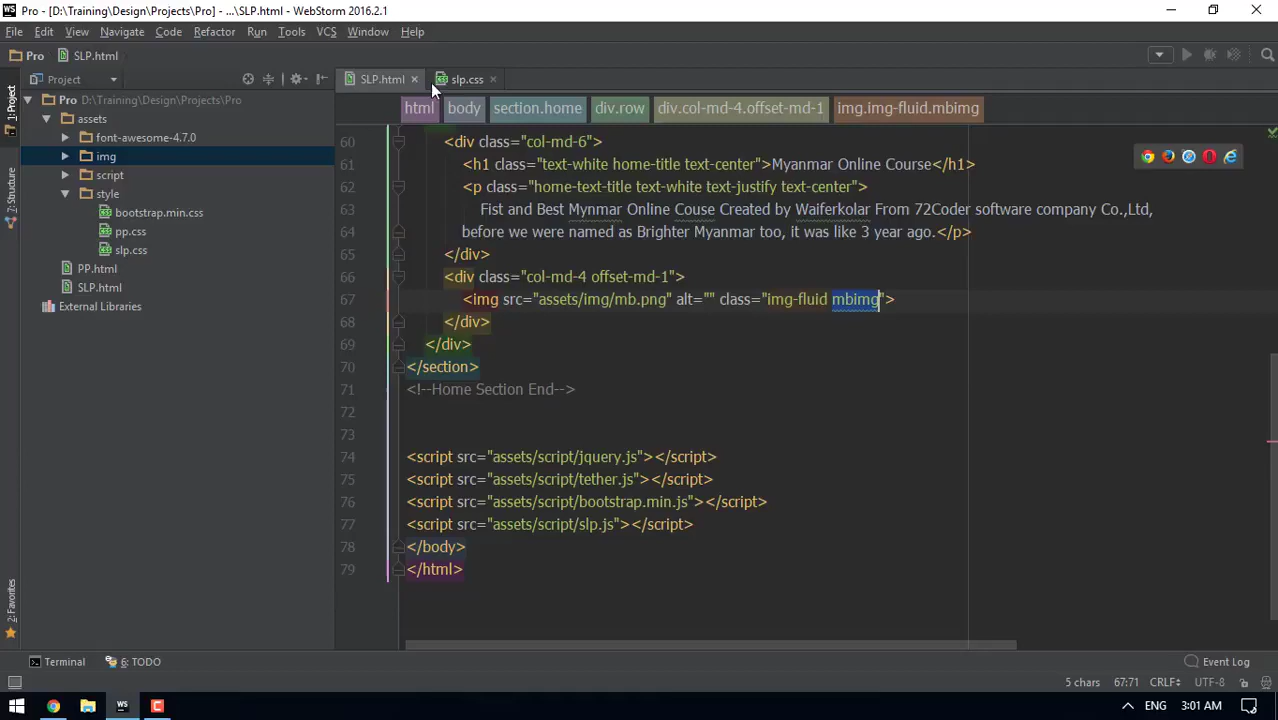 Pro - [D:\Training\Design\Projects\Pro] - ...\SLP.html - WebStorm 2016.2.1
File Edit View Navigate Code Refactor Run Tools VCS Window Help
Pro SLP.html
1: Project
7: Structure
2: Favorites
Project
SLP.html slp.css
Pro D:\Training\Design\Projects\Pro
assets
font-awesome-4.7.0
img
script
style
bootstrap.min.css
pp.css
slp.css
PP.html
SLP.html
External Libraries
html body section.home div.row div.col-md-4.offset-md-1 img.img-fluid.mbimg
60 <div class="col-md-6">
61 <h1 class="text-white home-title text-center">Myanmar Online Course</h1>
62 <p class="home-text-title text-white text-justify text-center">
63 Fist and Best Mynmar Online Couse Created by Waiferkolar From 72Coder software company Co.,Ltd,
64 before we were named as Brighter Myanmar too, it was like 3 year ago.</p>
65 </div>
66 <div class="col-md-4 offset-md-1">
67 <img src="assets/img/mb.png" alt="" class="img-fluid mbimg">
68 </div>
69 </div>
70 </section>
71 <!--Home Section End-->
72
73
74 <script src="assets/script/jquery.js"></script>
75 <script src="assets/script/tether.js"></script>
76 <script src="assets/script/bootstrap.min.js"></script>
77 <script src="assets/script/slp.js"></script>
78 </body>
79 </html>
Terminal 6: TODO Event Log
5 chars 67:71 CRLF UTF-8
WS C ENG 3:01 AM